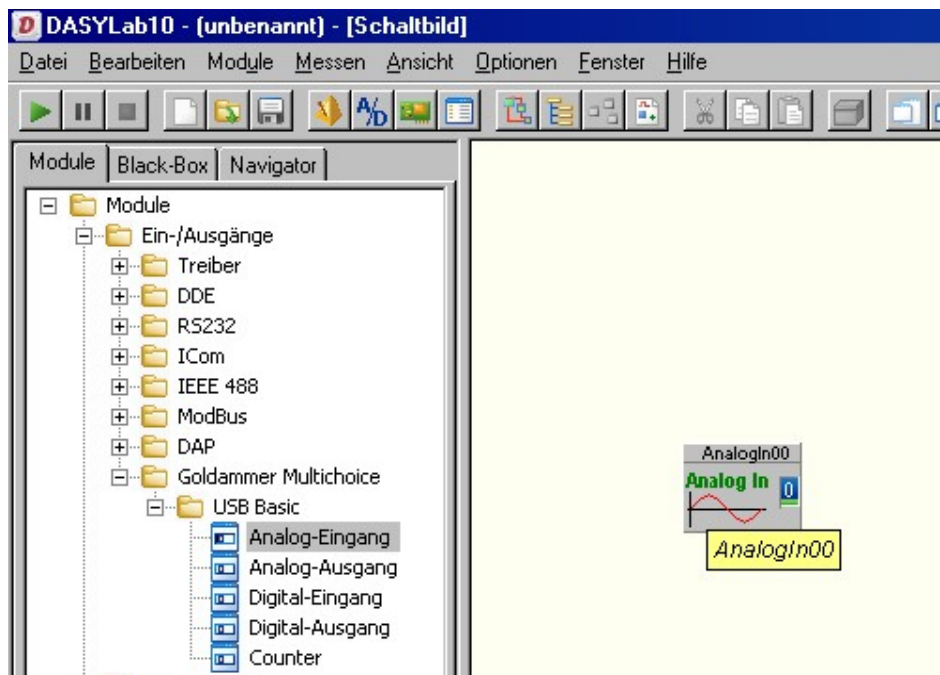 DASYLab10 - (unbenannt) - [Schaltbild]
Datei Bearbeiten Module Messen Ansicht Optionen Fenster Hilfe
A/D
Module Black-Box Navigator
Module
Ein-/Ausgänge
Treiber
DDE
RS232
ICom
IEEE 488
ModBus
DAP
Goldammer Multichoice
USB Basic
Analog-Eingang
Analog-Ausgang
Digital-Eingang
Digital-Ausgang
Counter
AnalogIn00
Analog In 0
AnalogIn00